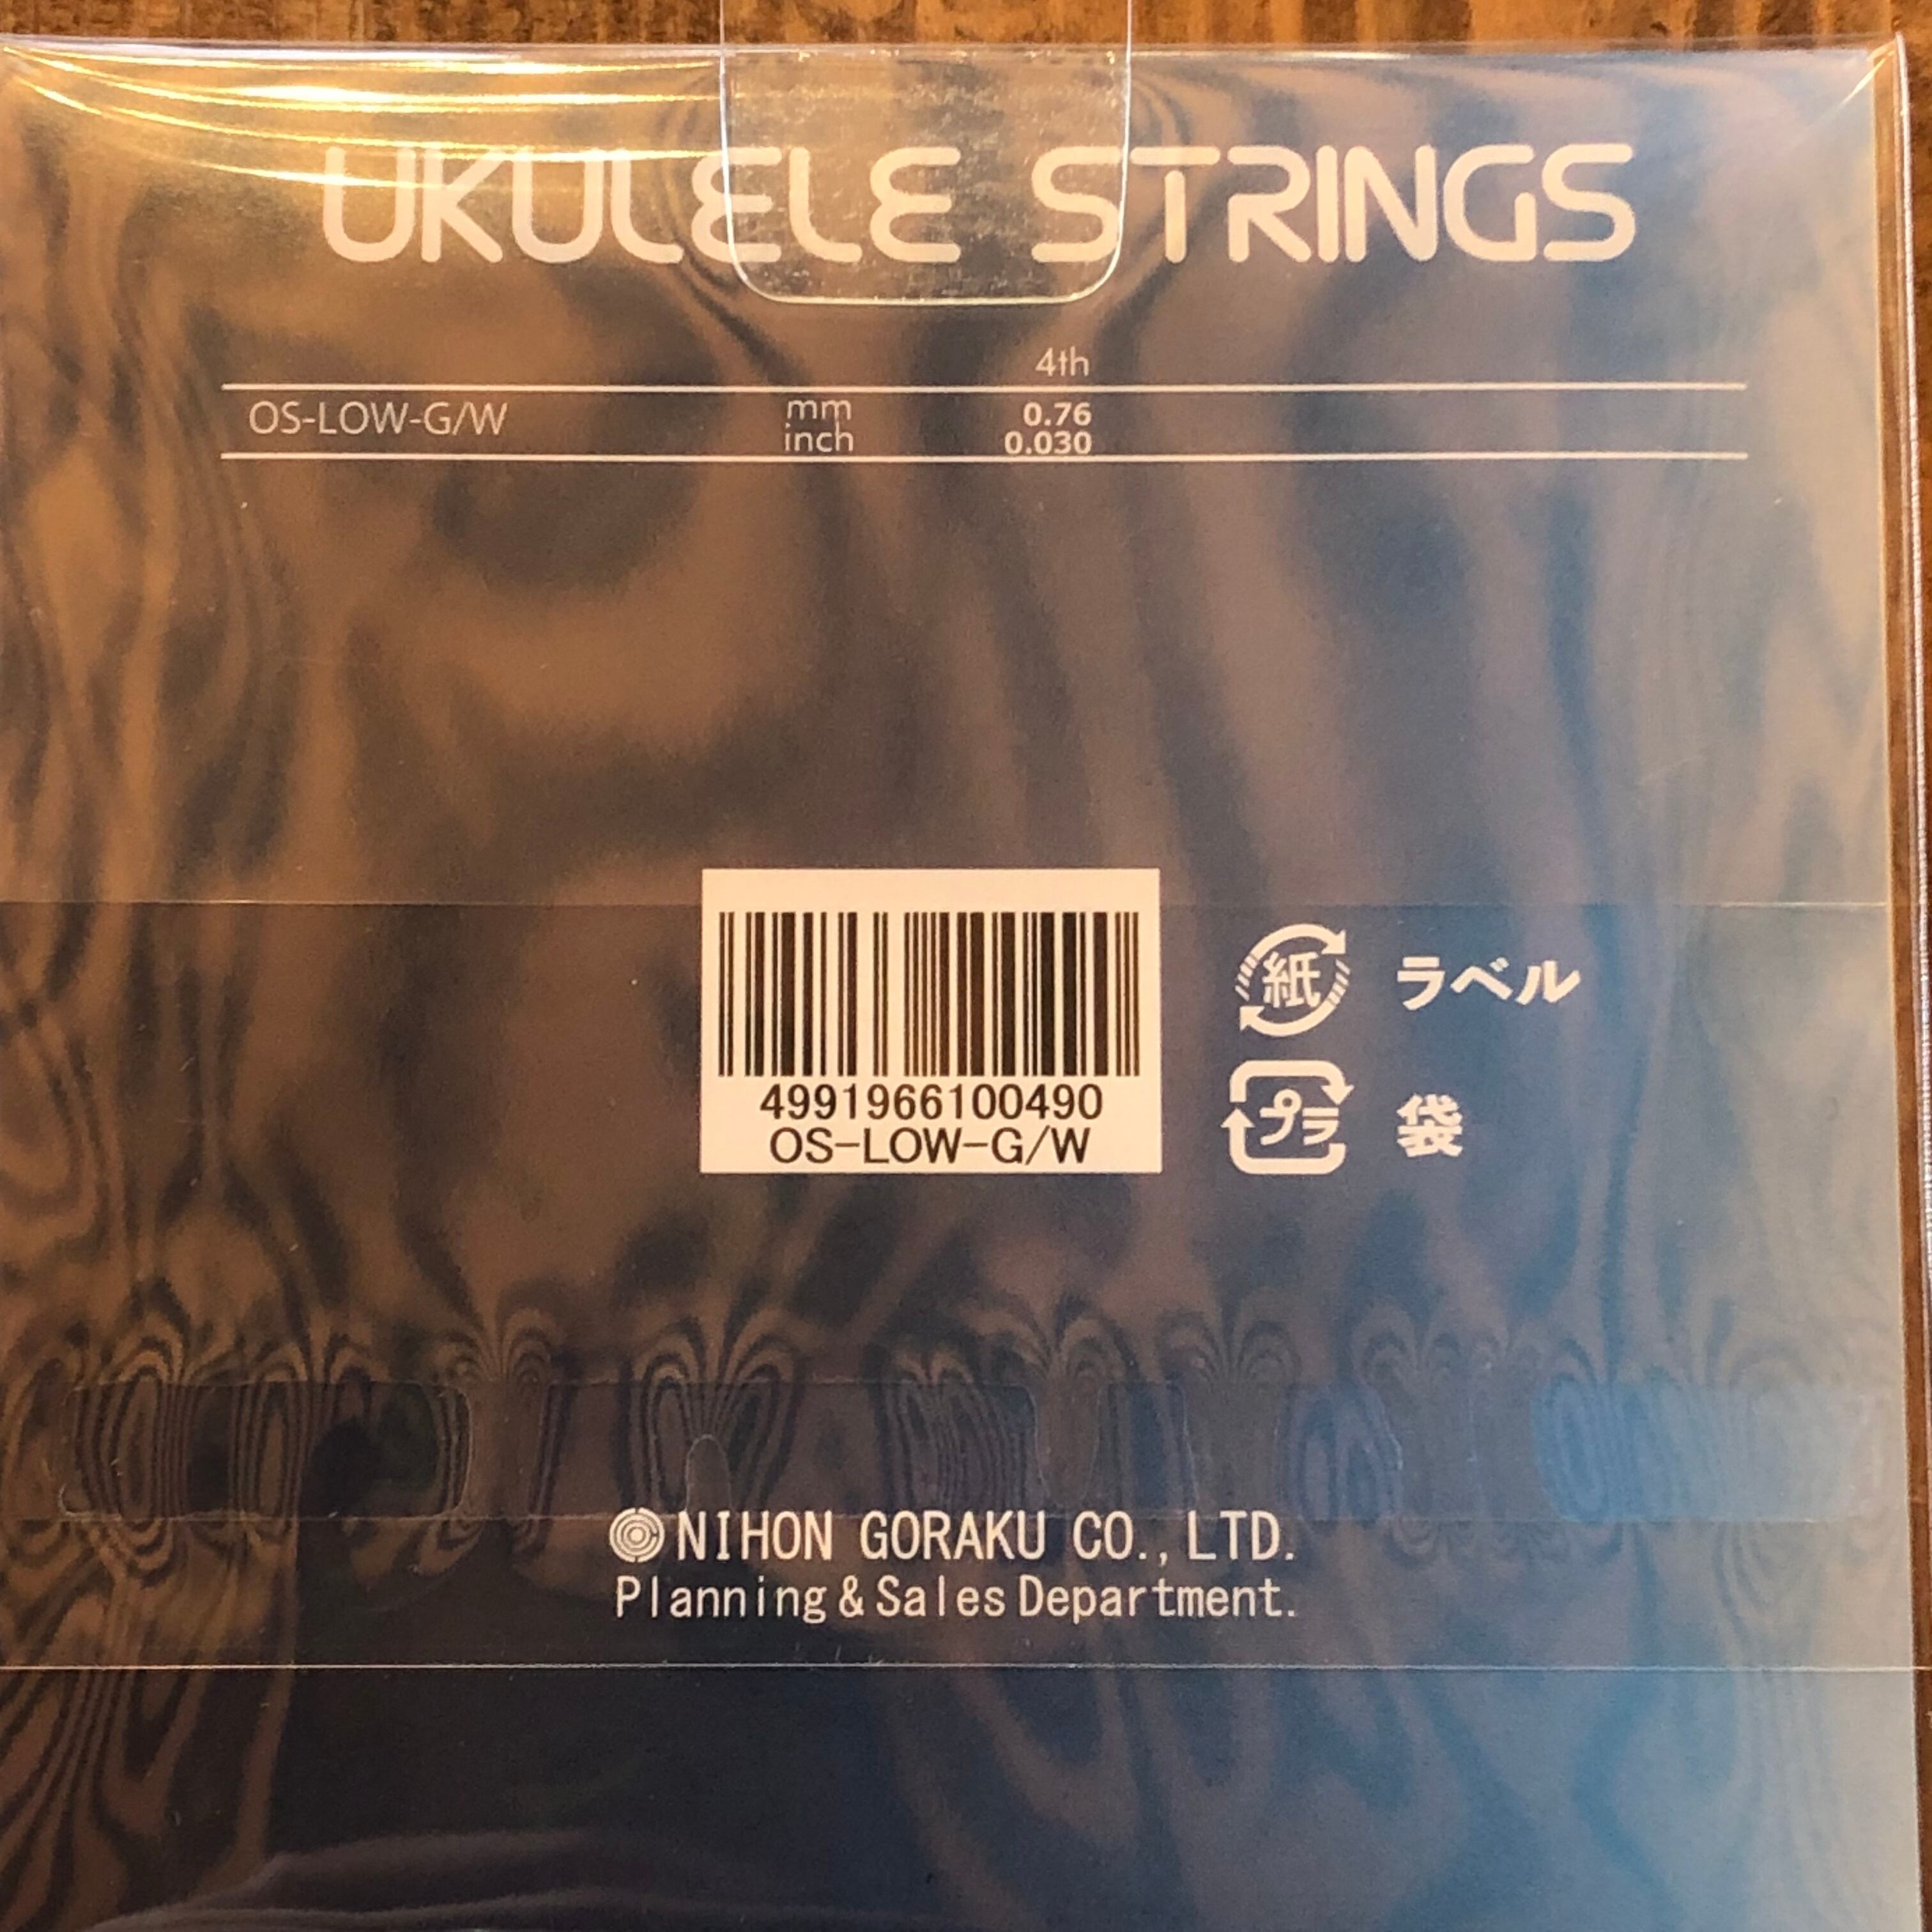 UKULELE STRINGS
4th
OS-LOW-G/W mm 0.76
inch 0.030
4991966100490
OS-LOW-G/W
紙 ラベル
プラ 袋
NIHON GORAKU CO., LTD.
Planning & Sales Department.